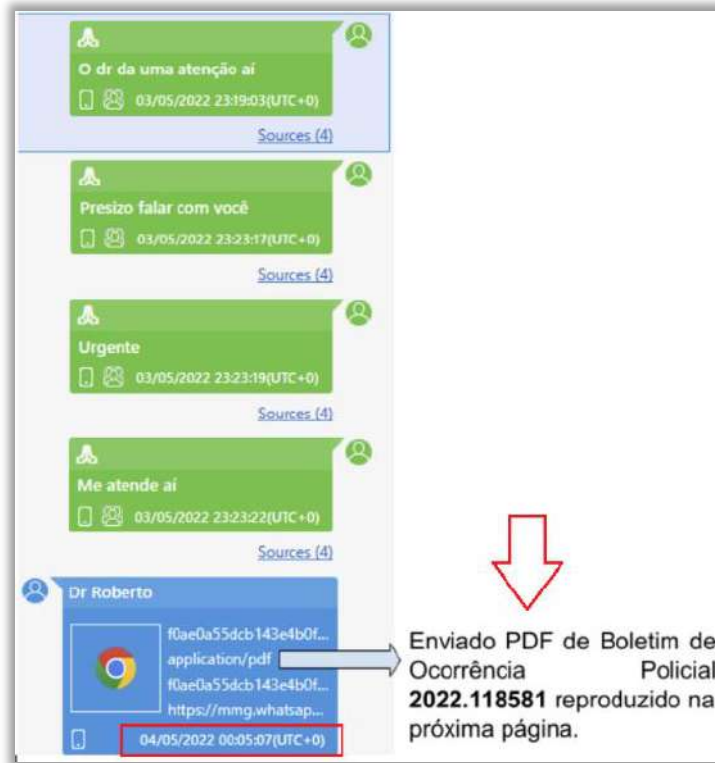 O dr da uma atenção aí
03/05/2022 23:19:03(UTC+0)
Sources (4)
Presizo falar com você
03/05/2022 23:23:17(UTC+0)
Sources (4)
Urgente
03/05/2022 23:23:19(UTC+0)
Sources (4)
Me atende aí
03/05/2022 23:23:22(UTC+0)
Sources (4)
Dr Roberto
f0ae0a55dcb143e4b0f...
application/pdf
f0ae0a55dcb143e4b0f...
https://mmg.whatsap...
04/05/2022 00:05:07(UTC+0)
Enviado PDF de Boletim de
Ocorrência Policial
2022.118581 reproduzido na
próxima página.